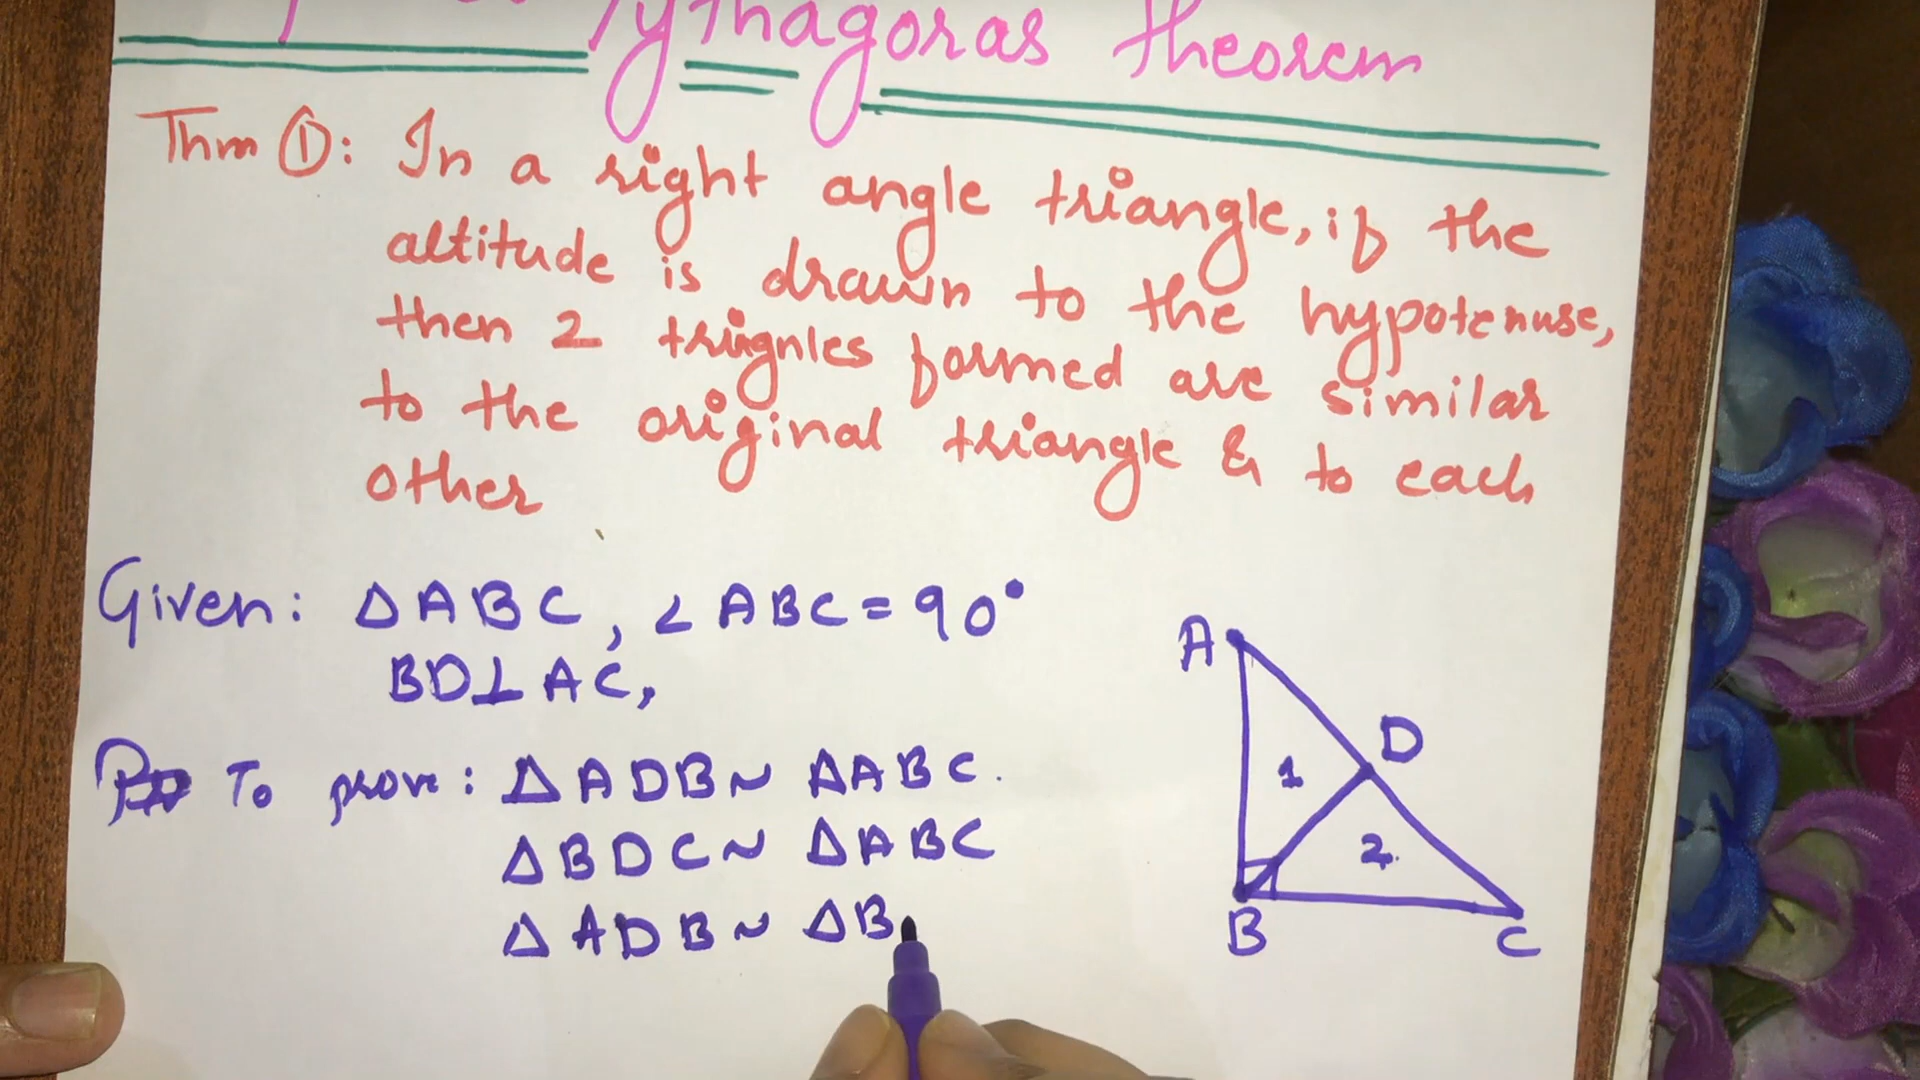 Pythagoras theorem
Thm ①: In a right angle triangle, if the
altitude is drawn to the hypotenuse,
then 2 triagnles formed are similar
to the original triangle & to each
other
Given: ΔABC, ∠ABC=90°
BD⊥AC,
To prove: ΔADB~ ΔABC.
ΔBDC~ ΔABC
ΔADB~ ΔB
A
D
1
2.
B
C